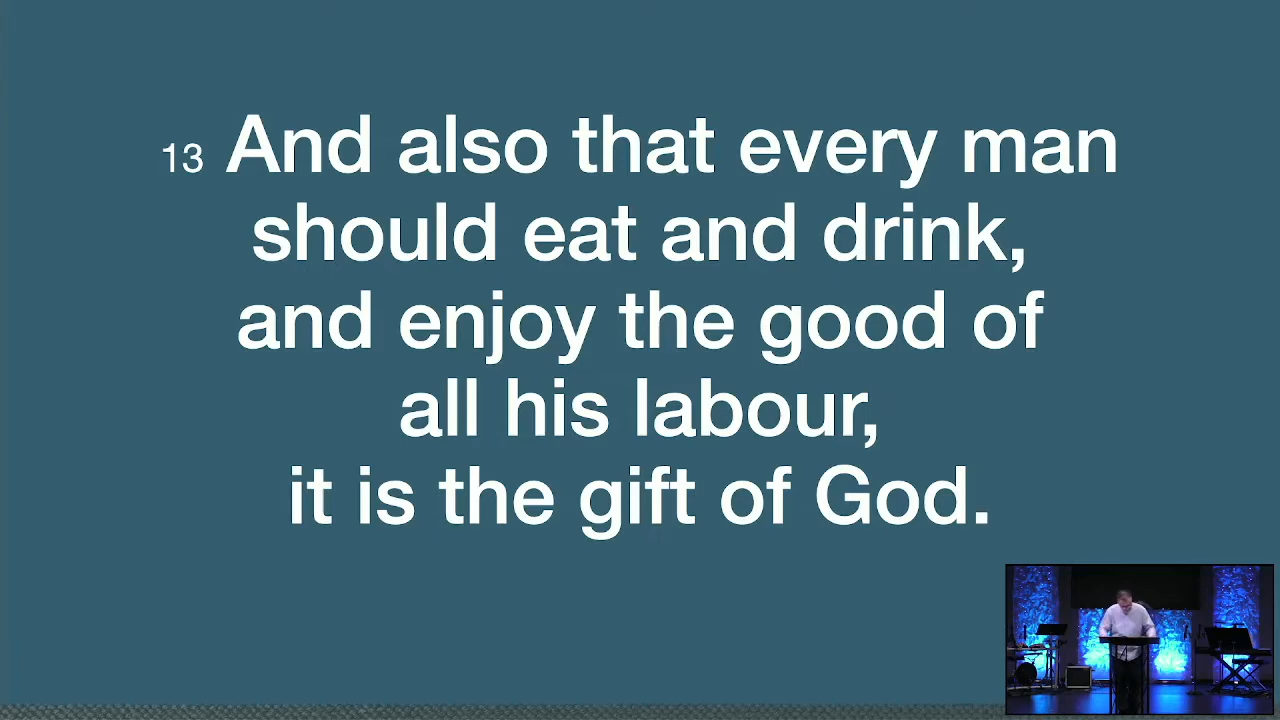 13 And also that every man
should eat and drink,
and enjoy the good of
all his labour,
it is the gift of God.